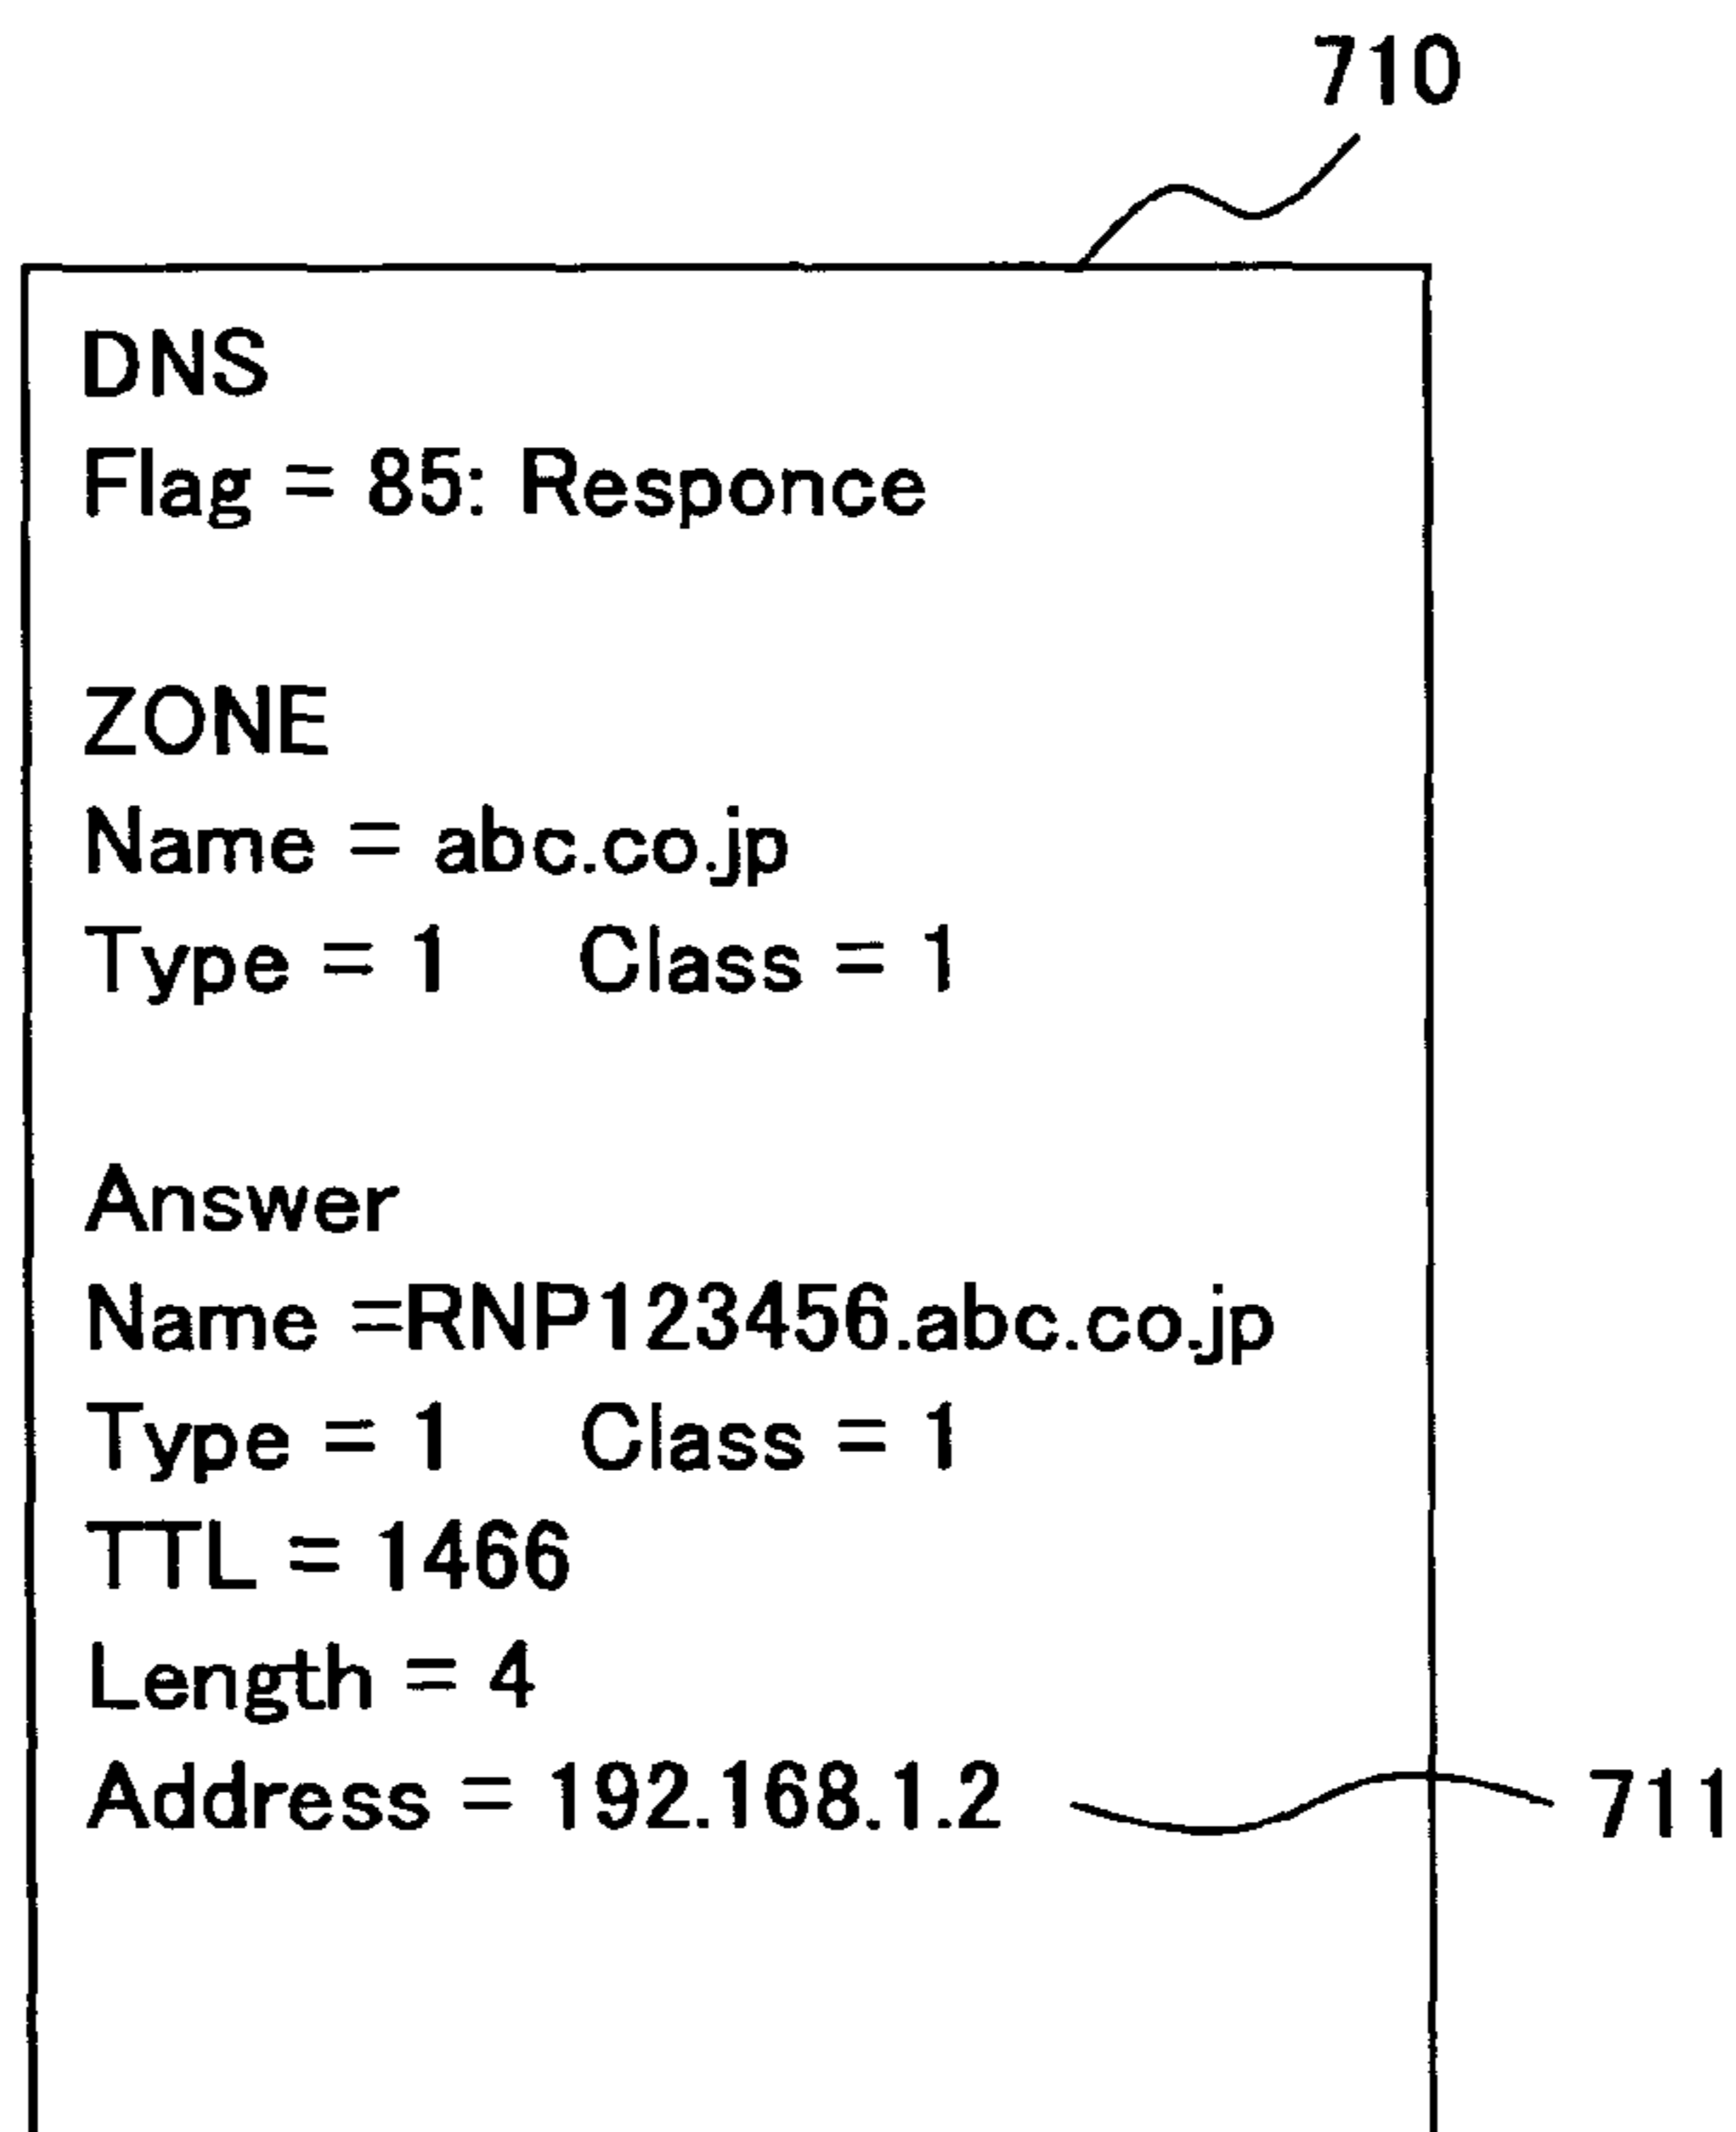 710
DNS
Flag = 85: Responce
ZONE
Name = abc.co.jp
Type = 1 Class = 1
Answer
Name =RNP123456.abc.co.jp
Type = 1 Class = 1
TTL = 1466
Length = 4
Address = 192.168.1.2 711